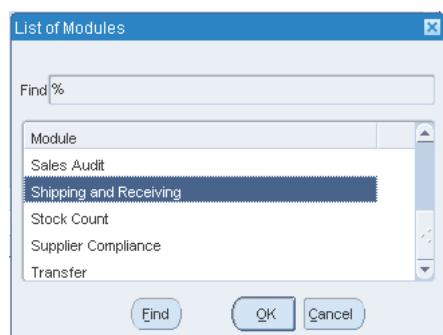 List of Modules
Find %
Module
Sales Audit
Shipping and Receiving
Stock Count
Supplier Compliance
Transfer
Find OK Cancel